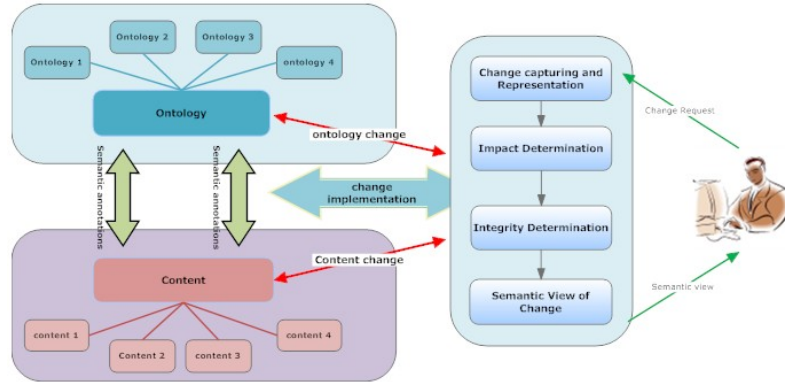 Ontology 1
Ontology 2
Ontology 3
ontology 4
Ontology
Semantic annotations
Semantic annotations
Content
content 1
Content 2
content 3
content 4
ontology change
change
implementation
Content change
Change capturing and
Representation
Impact Determination
Integrity Determination
Semantic View of
Change
Change Request
Semantic view